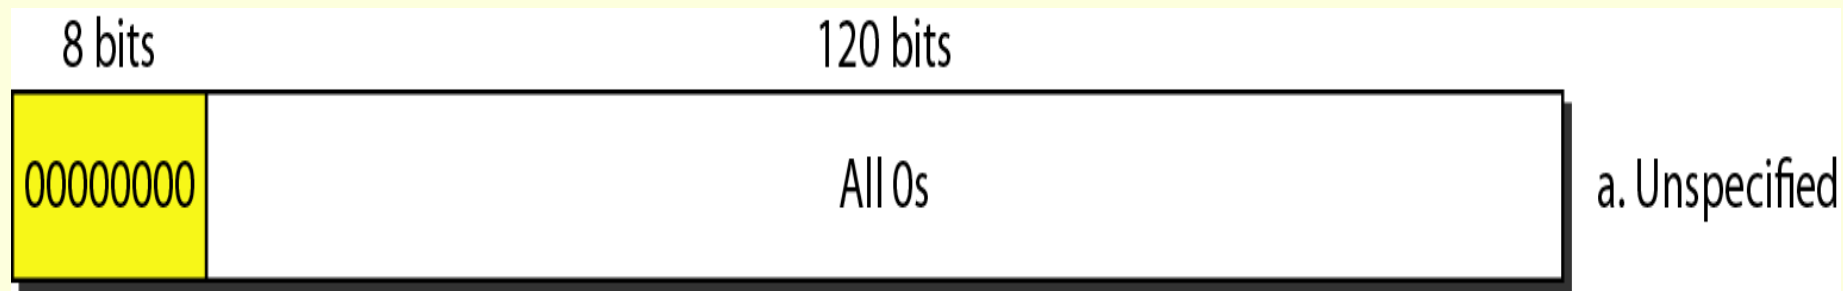 8 bits 120 bits
00000000 All 0s a. Unspecified